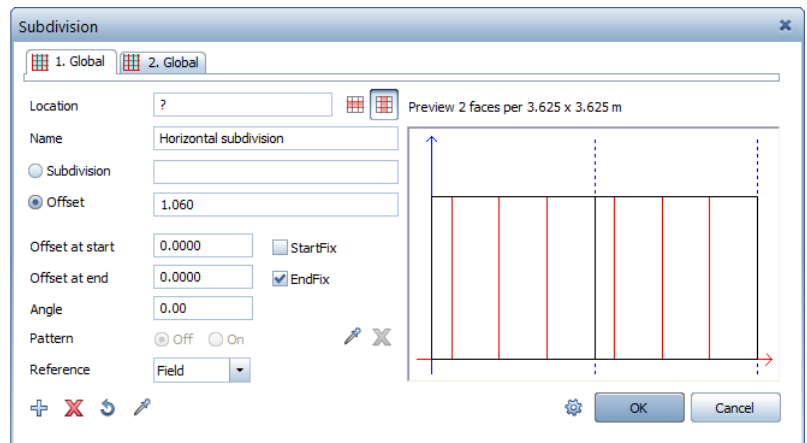 Subdivision
1. Global 2. Global
Location ? Preview 2 faces per 3.625 x 3.625 m
Name Horizontal subdivision
Subdivision
Offset 1.060
Offset at start 0.0000 StartFix
Offset at end 0.0000 EndFix
Angle 0.00
Pattern Off On
Reference Field
OK Cancel